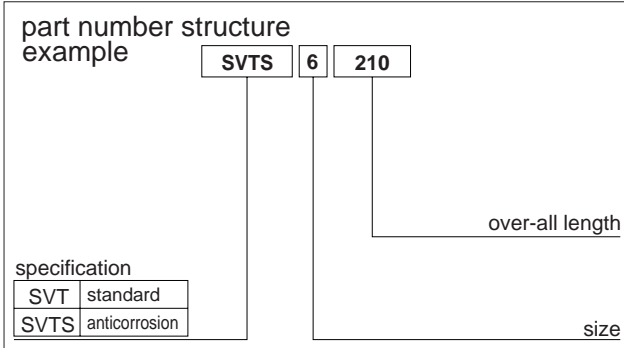 part number structure
example
SVTS 6 210
over-all length
specification
SVT standard
SVTS anticorrosion
size